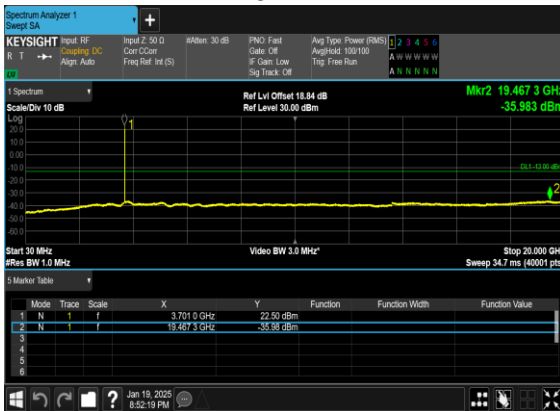 Spectrum Analyzer 1
Swept SA
KEYSIGHT Input: RF Input Z: 50 Ω #Atten: 30 dB PNO: Fast Avg Type: Power (RMS) 1 2 3 4 5 6
R T Coupling: DC Corr CCorr Gate: Off Avg|Hold: 100/100 A W W W W W
Align: Auto Freq Ref: Int (S) IF Gain: Low Trig: Free Run
Sig Track: Off A N N N N N
1 Spectrum Ref Lvl Offset 18.84 dB Mkr2 19.467 3 GHz
Scale/Div 10 dB Ref Level 30.00 dBm -35.983 dBm
Log
20.0
10.0
0.00
-10.0
-20.0
-30.0
-40.0
-50.0
-60.0
1
DL1 -13.00 dBm
2
Start 30 MHz Video BW 3.0 MHz* Stop 20.000 GH
#Res BW 1.0 MHz Sweep 34.7 ms (40001 pts
5 Marker Table
Mode Trace Scale X Y Function Function Width Function Value
1 N 1 f 3.701 0 GHz 22.50 dBm
2 N 1 f 19.467 3 GHz -35.98 dBm
3
4
5
6
? Jan 19, 2025
8:52:19 PM